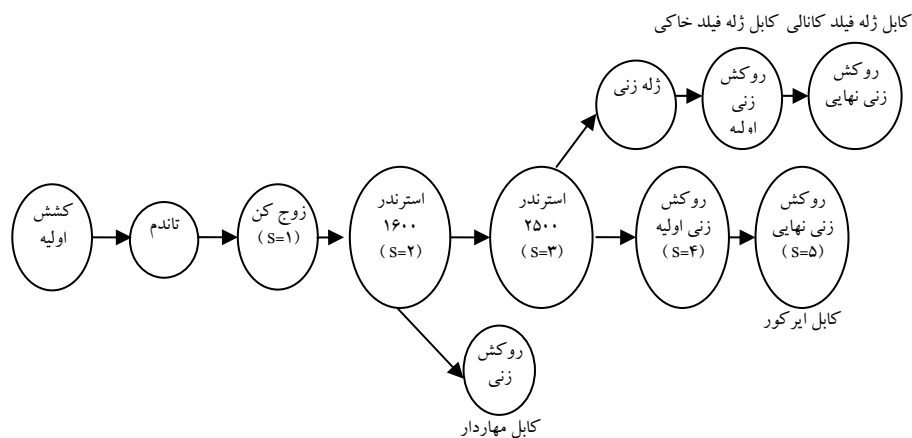 کابل ژله فیلد کانالی کابل ژله فیلد خاکی
ژله زنی
روکش
زنی
اولیه
روکش
زنی نهایی
کشش
اولیه
تاندم
زوج کن
(S=۱)
استرندر
۱۶۰۰
(S=۲)
استرندر
۲۵۰۰
(S=۳)
روکش
زنی اولیه
(S=۴)
روکش
زنی نهایی
(S=۵)
کابل ایرکور
روکش
زنی
کابل مهاردار